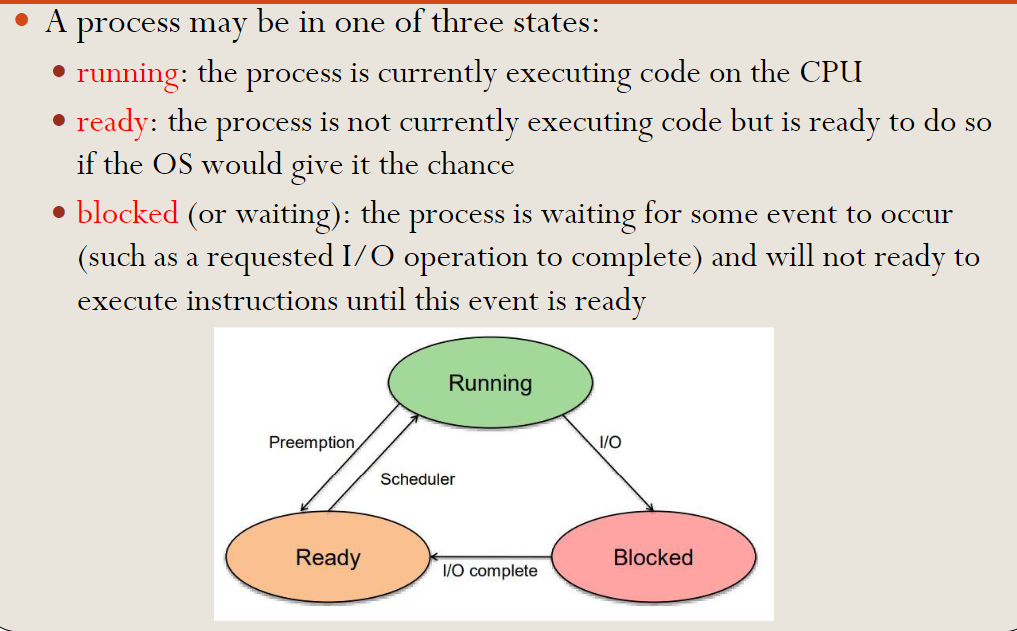 A process may be in one of three states:
running: the process is currently executing code on the CPU
ready: the process is not currently executing code but is ready to do so
if the OS would give it the chance
blocked (or waiting): the process is waiting for some event to occur
(such as a requested I/O operation to complete) and will not ready to
execute instructions until this event is ready
Running
Preemption
I/O
Scheduler
Ready
Blocked
I/O complete